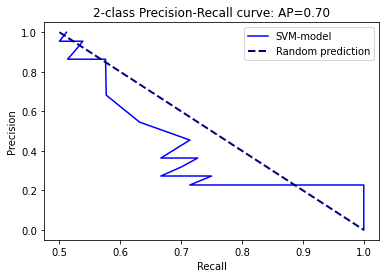 2-class Precision-Recall curve: AP=0.70
SVM-model
Random prediction
Precision
1.0
0.8
0.6
0.4
0.2
0.0
0.5 0.6 0.7 0.8 0.9 1.0
Recall